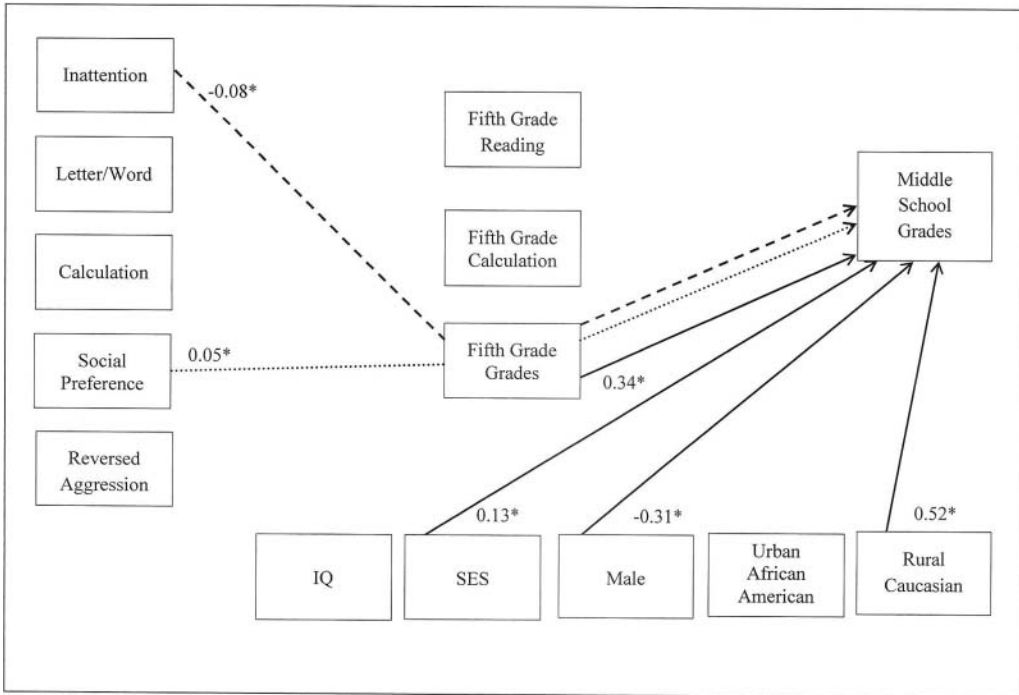 Inattention
-0.08*
Fifth Grade
Reading
Letter/Word
Middle
School
Grades
Calculation
Fifth Grade
Calculation
Social
Preference
0.05*
Fifth Grade
Grades
0.34*
Reversed
Aggression
0.13*
-0.31*
0.52*
IQ
SES
Male
Urban
African
American
Rural
Caucasian